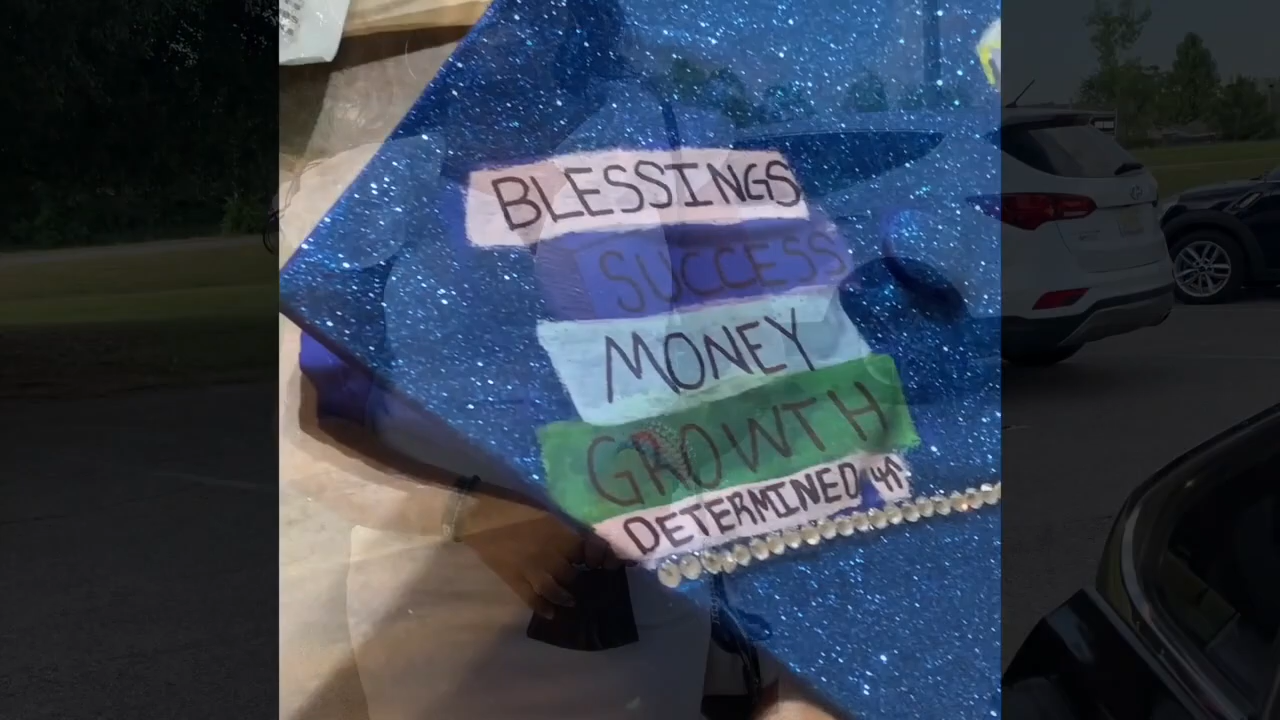 BLESSINGS
SUCCESS
MONEY
GROWTH
DETERMINED